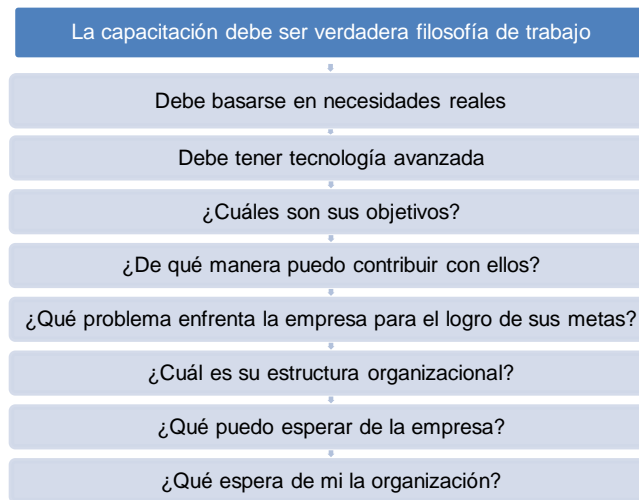 La capacitación debe ser verdadera filosofía de trabajo
Debe basarse en necesidades reales
Debe tener tecnología avanzada
¿Cuáles son sus objetivos?
¿De qué manera puedo contribuir con ellos?
¿Qué problema enfrenta la empresa para el logro de sus metas?
¿Cuál es su estructura organizacional?
¿Qué puedo esperar de la empresa?
¿Qué espera de mi la organización?